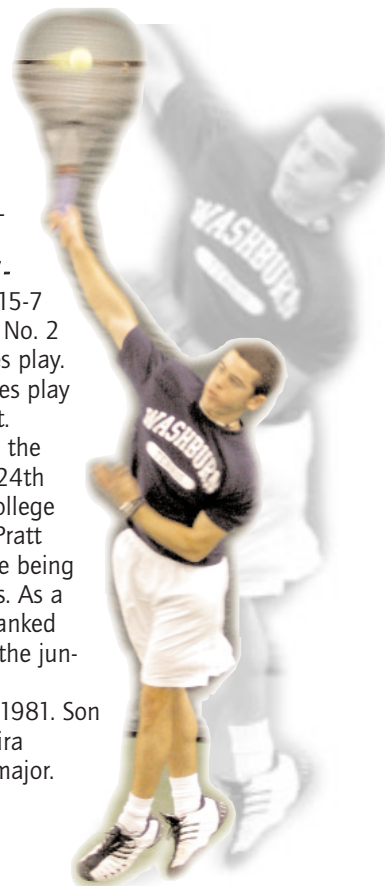 -
-
15-7
No. 2
s play.
es play
t.
the
24th
ollege
Pratt
e being
s. As a
anked
the jun-
1981. Son
ira
major.
WASHBURN
WASHBURN